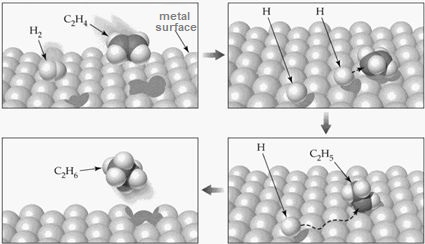 H₂
C₂H₄
metal
surface
H
H
C₂H₆
H
C₂H₅